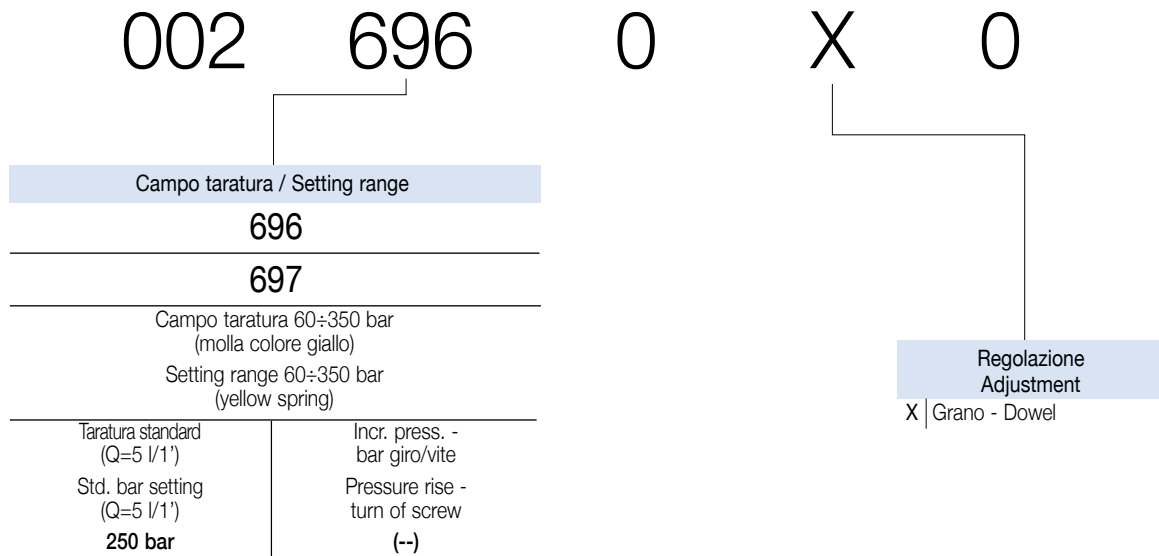 002 696 0 X 0
Campo taratura / Setting range
696
697
Campo taratura 60÷350 bar
(molla colore giallo)
Setting range 60÷350 bar
(yellow spring)
Taratura standard
(Q=5 l/1')
Std. bar setting
(Q=5 l/1')
250 bar
Incr. press. -
bar giro/vite
Pressure rise -
turn of screw
(--)
Regolazione
Adjustment
X Grano - Dowel